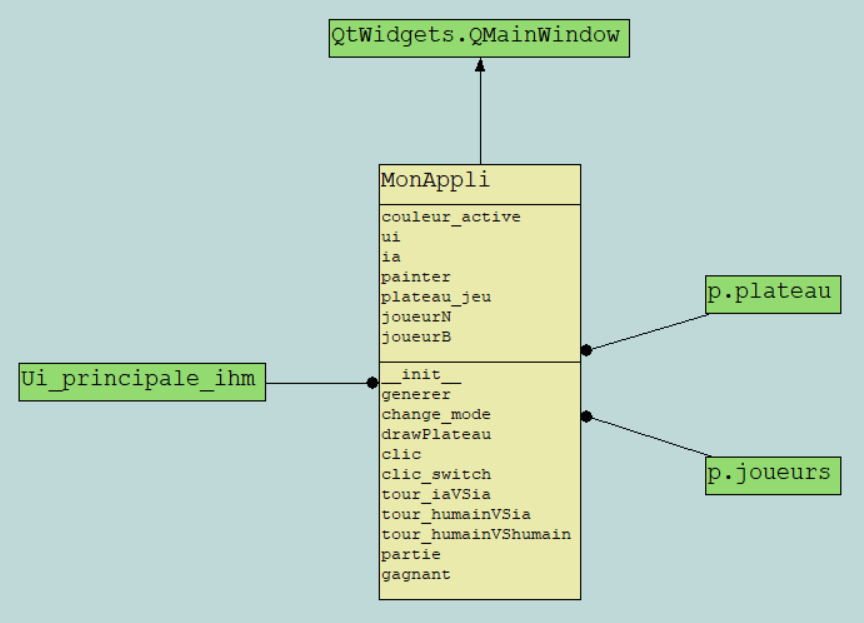 QtWidgets.QMainWindow
MonAppli
couleur_active
ui
ia
painter
plateau_jeu
joueurN
joueurB
p.plateau
Ui_principale_ihm
__init__
generer
change_mode
drawPlateau
clic
clic_switch
tour_iaVSia
tour_humainVSia
tour_humainVShumain
partie
gagnant
p.joueurs